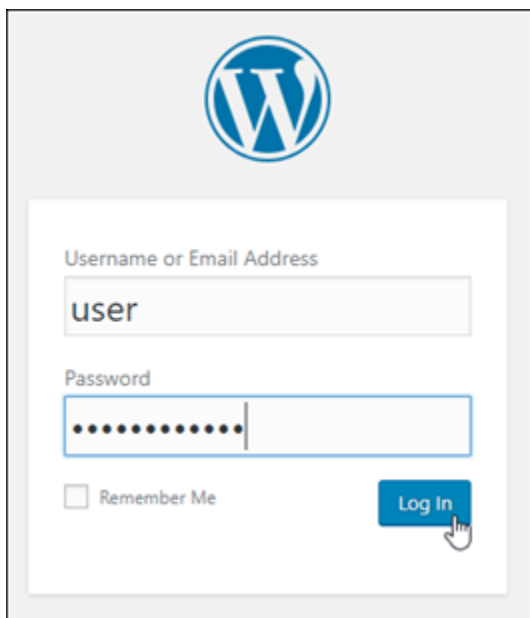 Username or Email Address
user
Password
••••••••••••
Remember Me
Log In